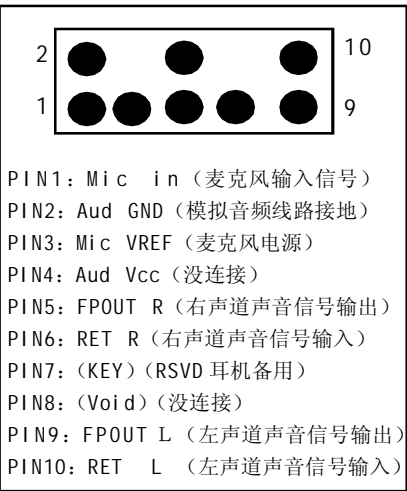 2 10
1 9
PIN1：Mic in（麦克风输入信号）
PIN2：Aud GND（模拟音频线路接地）
PIN3：Mic VREF（麦克风电源）
PIN4：Aud Vcc（没连接）
PIN5：FPOUT R（右声道声音信号输出）
PIN6：RET R（右声道声音信号输入）
PIN7：(KEY)（RSVD 耳机备用）
PIN8：(Void)（没连接）
PIN9：FPOUT L（左声道声音信号输出）
PIN10：RET L （左声道声音信号输入）